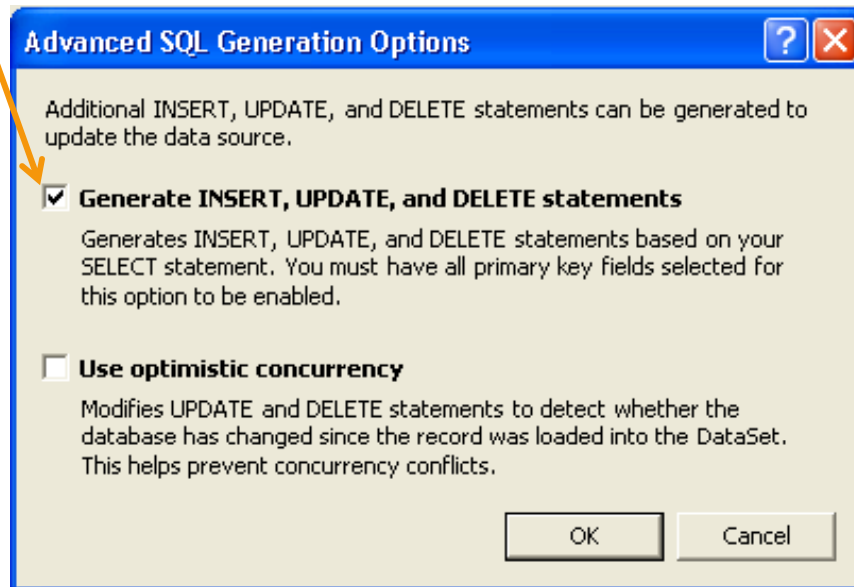 Advanced SQL Generation Options
Additional INSERT, UPDATE, and DELETE statements can be generated to
update the data source.
Generate INSERT, UPDATE, and DELETE statements
Generates INSERT, UPDATE, and DELETE statements based on your
SELECT statement. You must have all primary key fields selected for
this option to be enabled.
Use optimistic concurrency
Modifies UPDATE and DELETE statements to detect whether the
database has changed since the record was loaded into the DataSet.
This helps prevent concurrency conflicts.
OK Cancel